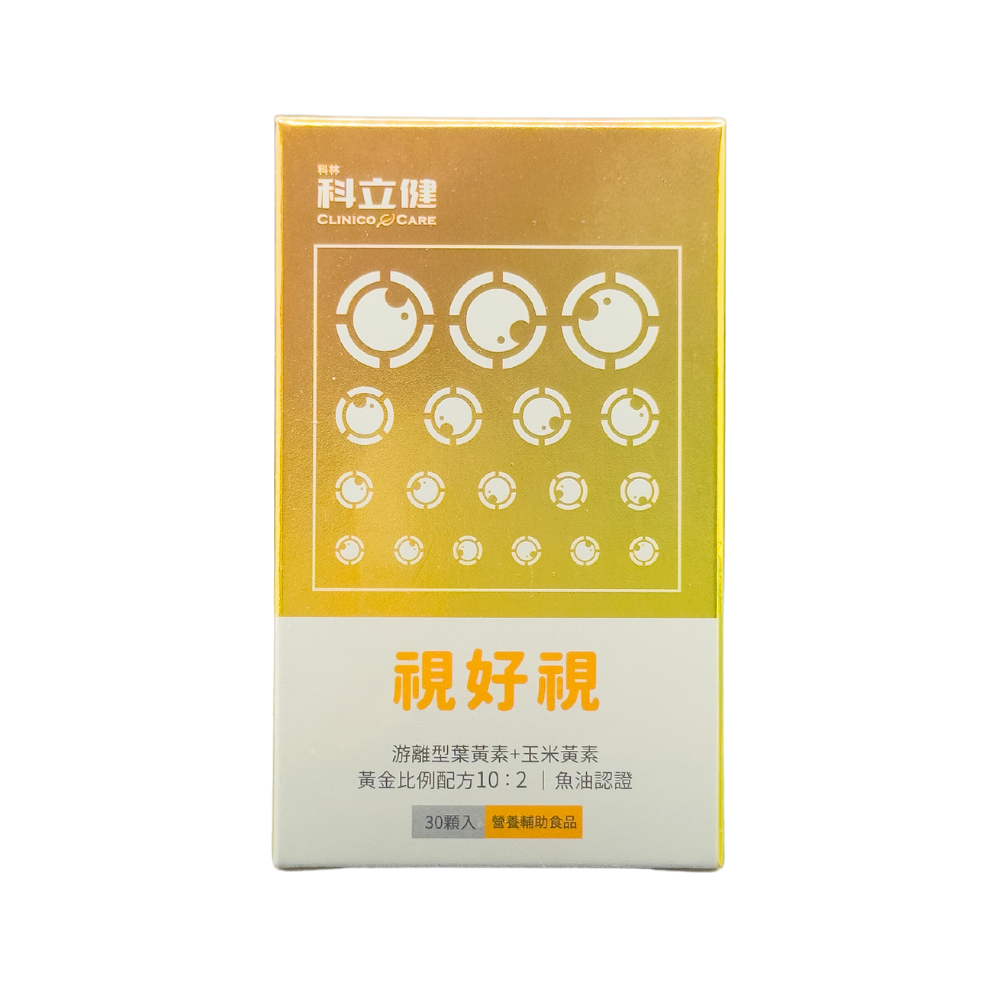 科林
科立健
CLINICO CARE
視好視
游離型葉黃素+玉米黃素
黃金比例配方10：2｜魚油認證
30顆入 營養輔助食品